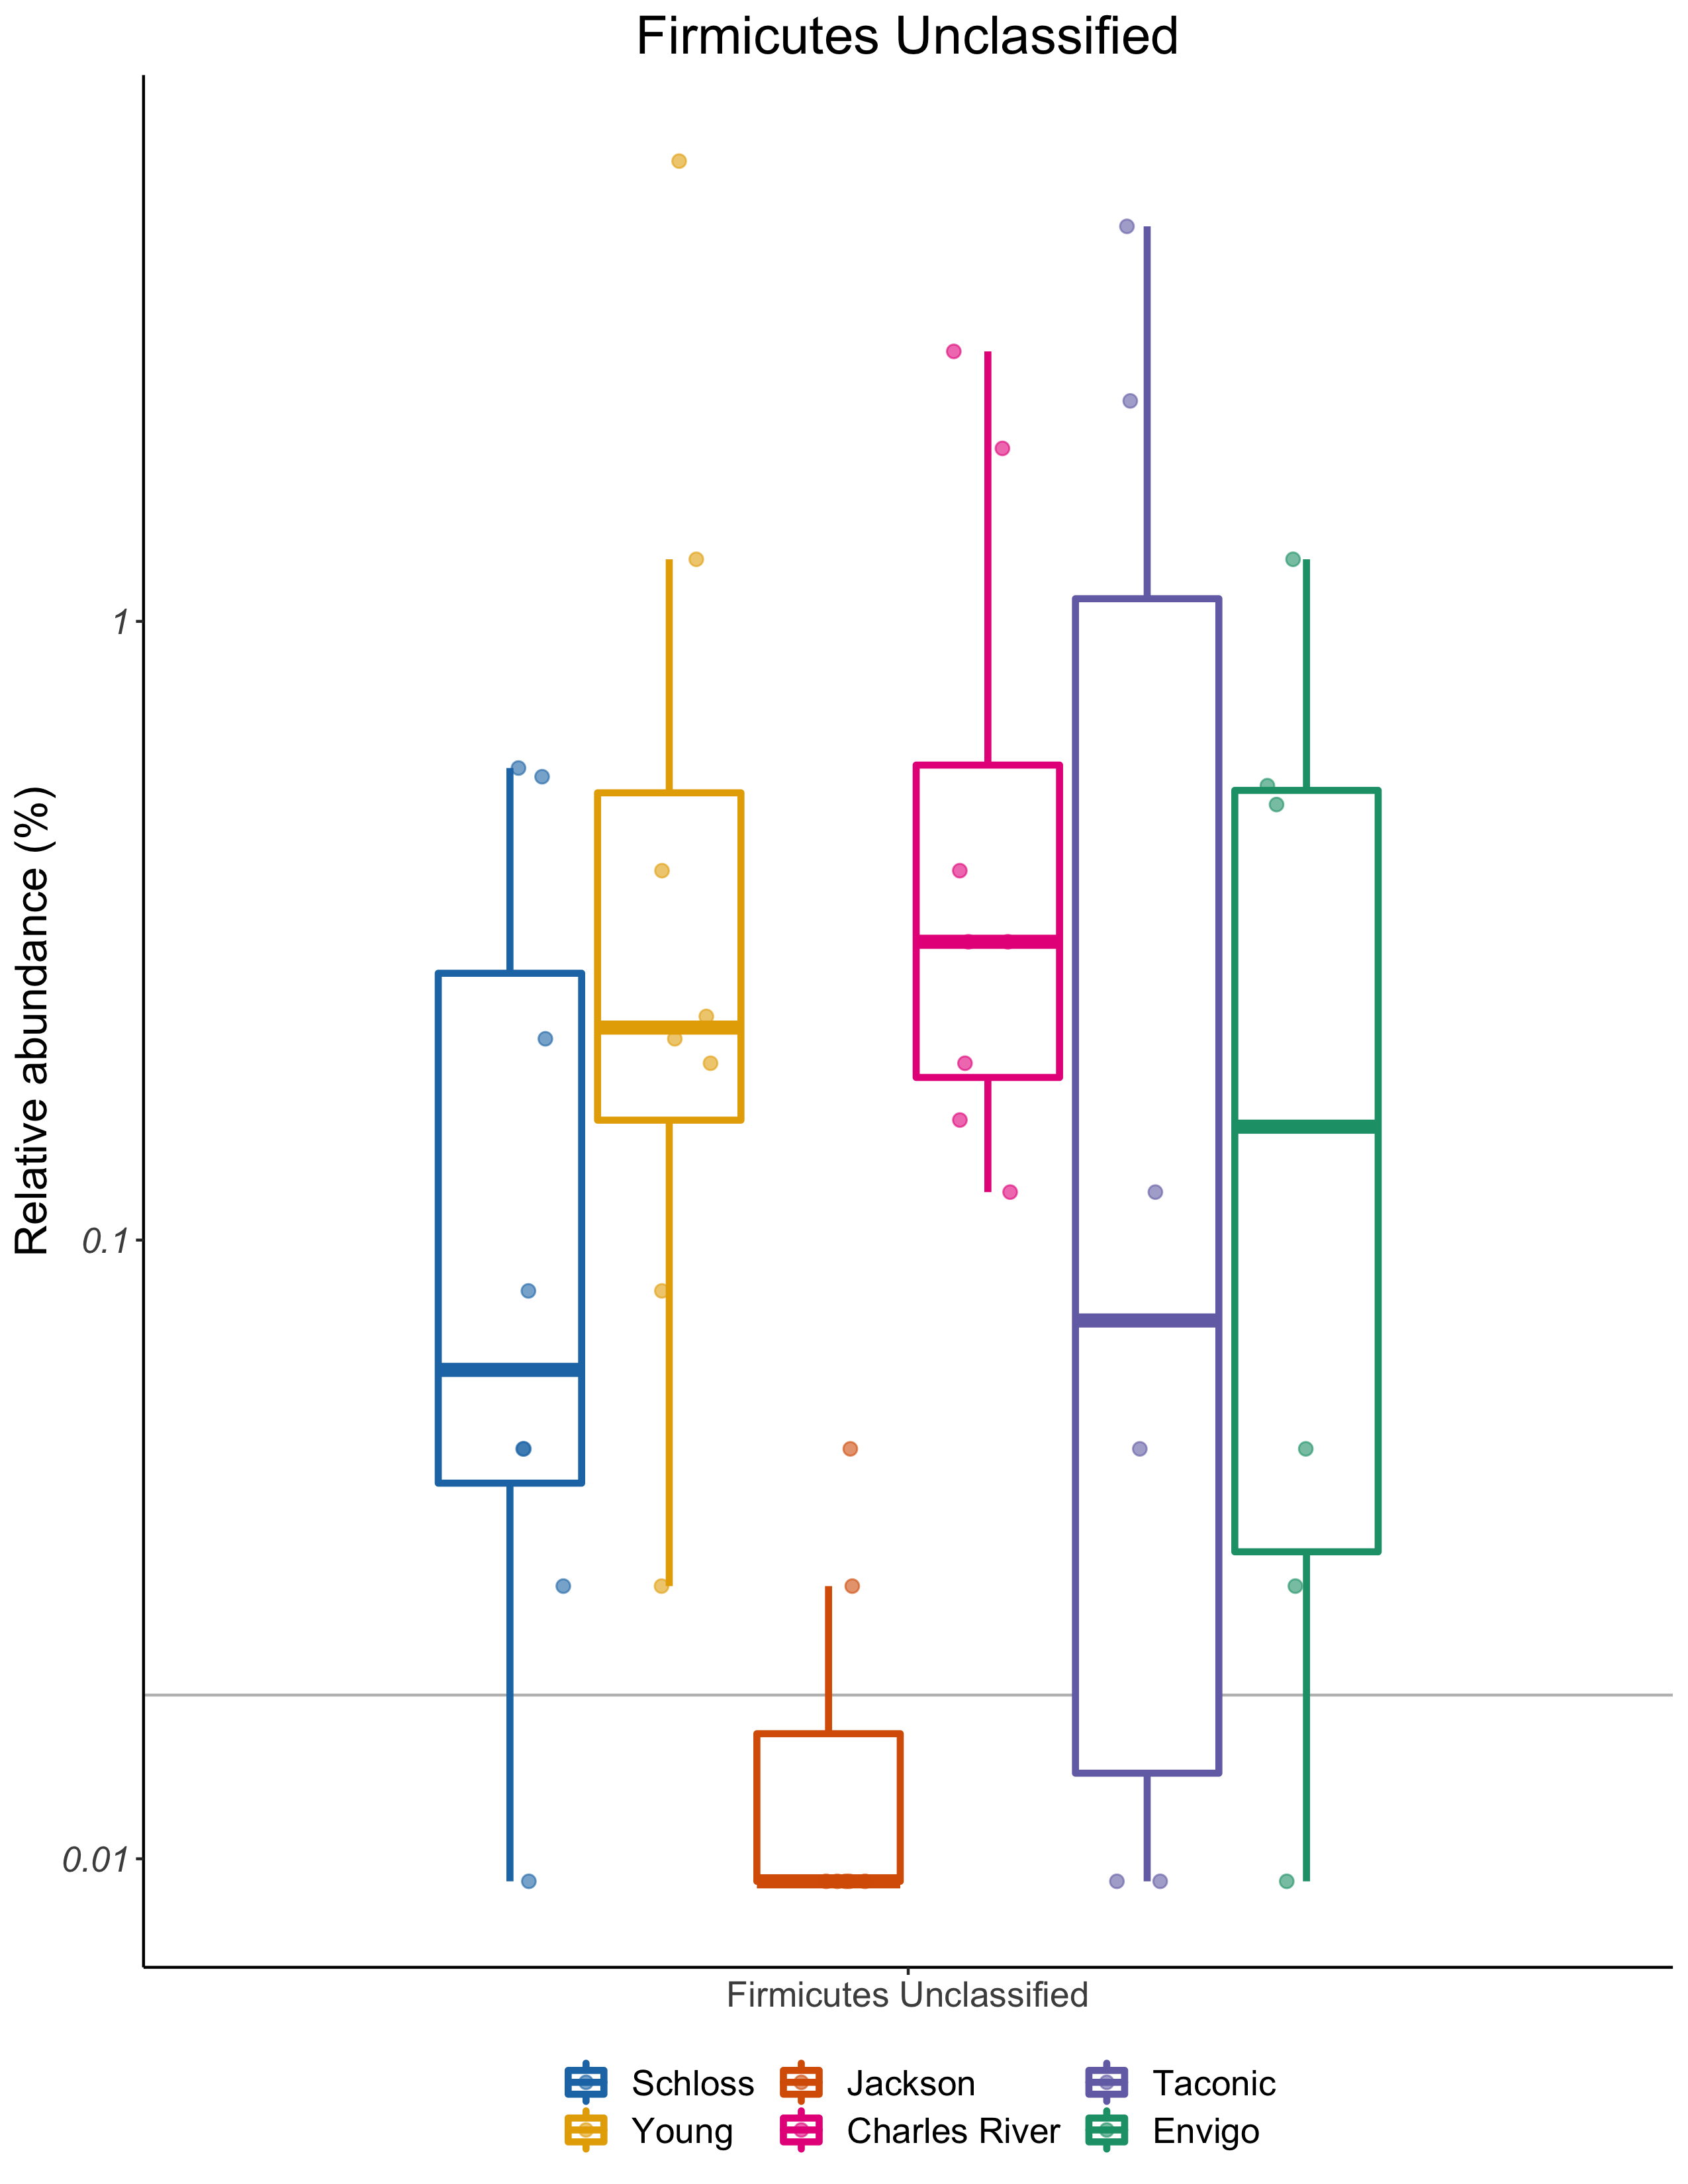 Firmicutes Unclassified
Relative abundance (%)
1
0.1
0.01
Firmicutes Unclassified
Schloss Jackson Taconic
Young Charles River Envigo